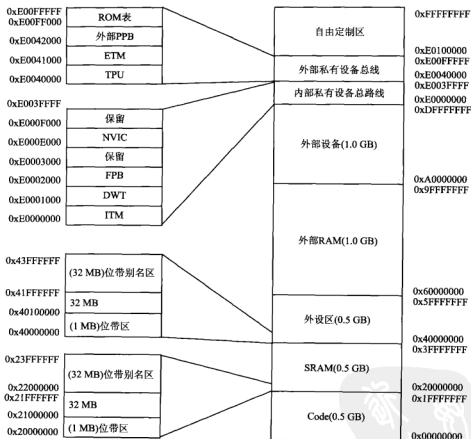 0xE00FFFFF
0xE00FF000
ROM表
外部PPB
0xE0042000
ETM
0xE0041000
TPU
0xE0040000
0xE003FFFF
保留
0xE000F000
NVIC
0xE000E000
保留
0xE0003000
FPB
0xE0002000
DWT
0xE0001000
ITM
0xE0000000
0x43FFFFFF
(32 MB)位带别名区
0x41FFFFFF
32 MB
0x40100000
(1 MB)位带区
0x40000000
0x23FFFFFF
(32 MB)位带别名区
0x22000000
0x21FFFFFF
32 MB
0x21000000
(1 MB)位带区
0x20000000
自由定制区
外部私有设备总线
内部私有设备总路线
外部设备(1.0 GB)
外部RAM(1.0 GB)
外设区(0.5 GB)
SRAM(0.5 GB)
Code(0.5 GB)
0xFFFFFFFF
0xE0100000
0xE00FFFFF
0xE0040000
0xE003FFFF
0xE0000000
0xDFFFFFFF
0xA0000000
0x9FFFFFFF
0x60000000
0x5FFFFFFF
0x40000000
0x3FFFFFFF
0x20000000
0x1FFFFFFF
0x00000000